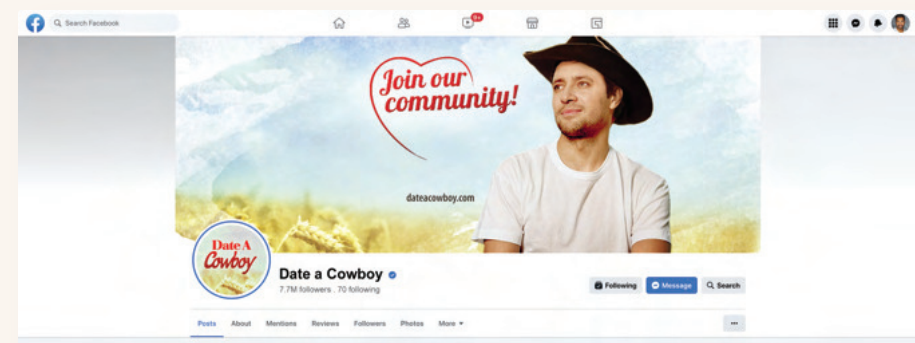 Search Facebook
9+
Join our
community!
dateacowboy.com
Date A
Cowboy
Date a Cowboy
7.7M followers . 70 following
Following Message Search
Posts About Mentions Reviews Followers Photos More